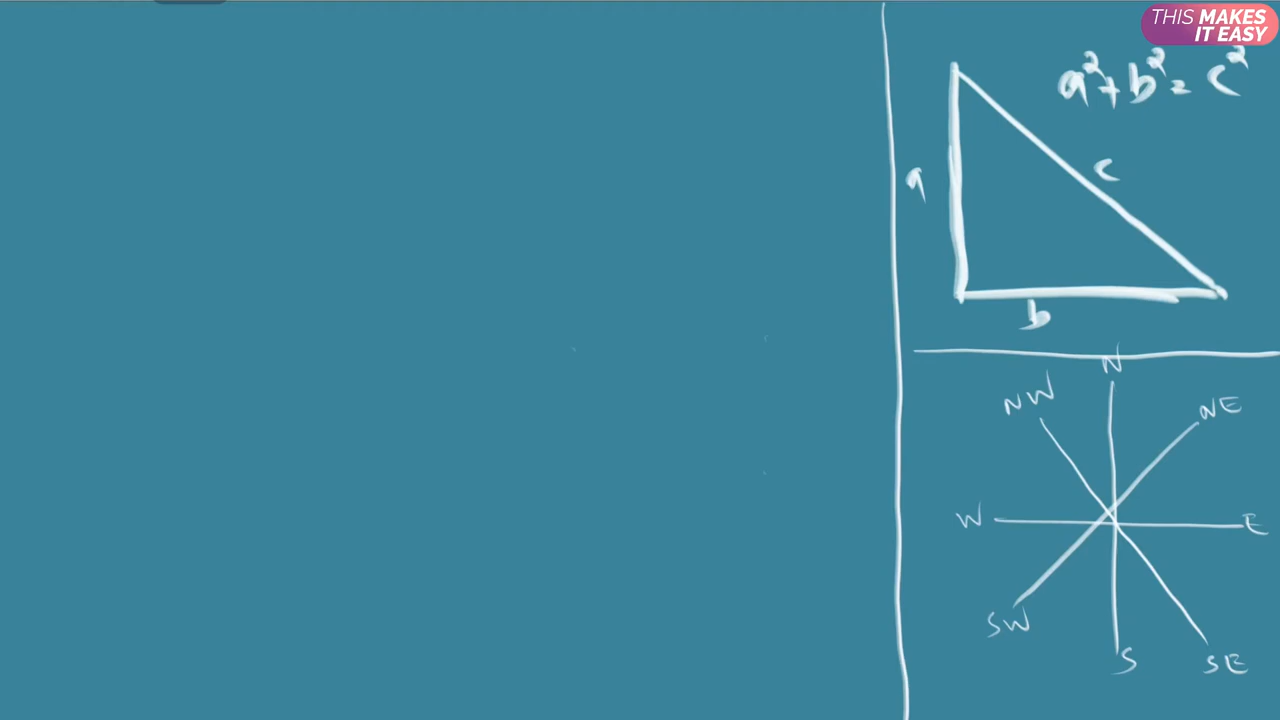 THIS MAKES
IT EASY
a²+b²=c²
a
c
b
N
NW
NE
W
E
SW
S
SE